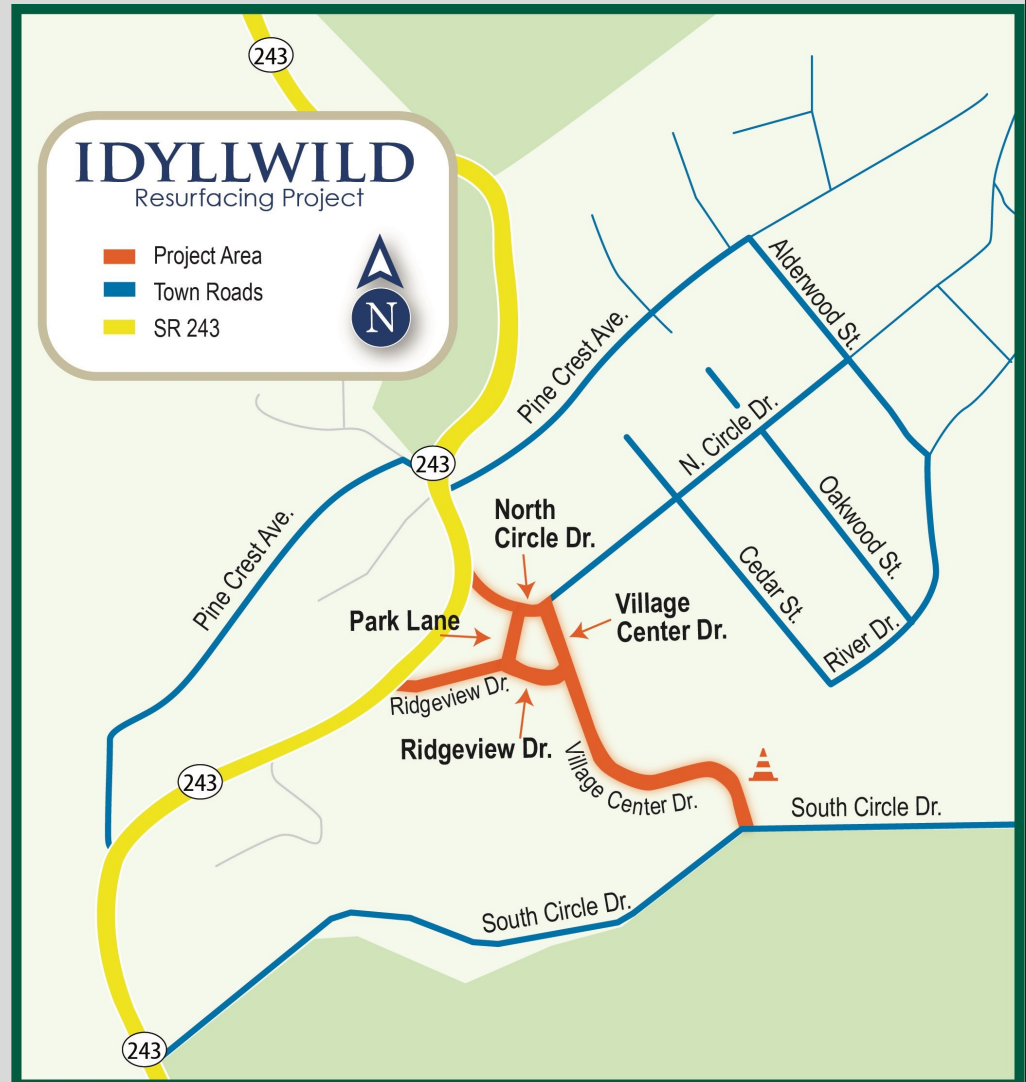 243
IDYLLWILD
Resurfacing Project
Project Area
Town Roads
SR 243
N
Alderwood St.
Pine Crest Ave.
N. Circle Dr.
243
Oakwood St.
North
Circle Dr.
Pine Crest Ave.
Cedar St.
Village
Center Dr.
Park Lane
River Dr.
Ridgeview Dr.
Ridgeview Dr.
Village Center Dr.
243
South Circle Dr.
South Circle Dr.
243